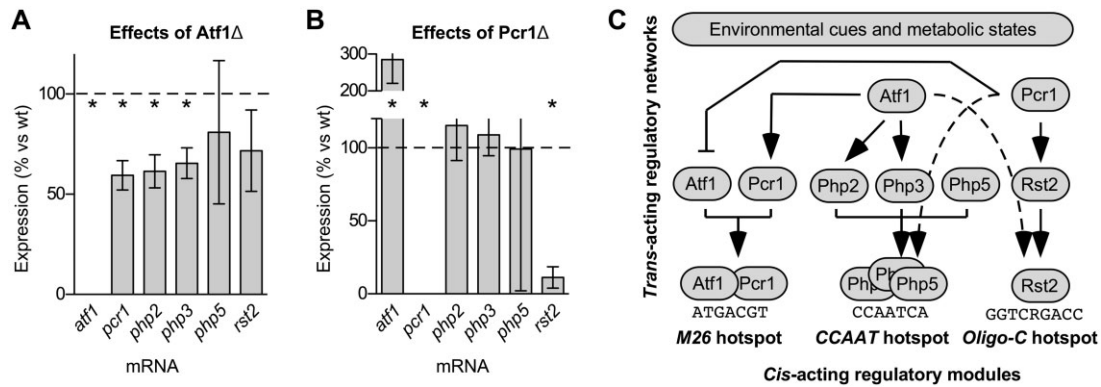 A
Effects of Atf1Δ
Expression (% vs wt)
100
50
0
* * * *
atf1
pcr1
php2
php3
php5
rst2
mRNA
B
Effects of Pcr1Δ
Expression (% vs wt)
300
200
100
50
0
* * *
atf1
pcr1
php2
php3
php5
rst2
mRNA
C
Trans-acting regulatory networks
Environmental cues and metabolic states
Atf1
Pcr1
Atf1 Pcr1 Php2 Php3 Php5 Rst2
Atf1 Pcr1 Php Ph Php5 Rst2
ATGACGT CCAATCA GGTCRGACC
M26 hotspot CCAAT hotspot Oligo-C hotspot
Cis-acting regulatory modules